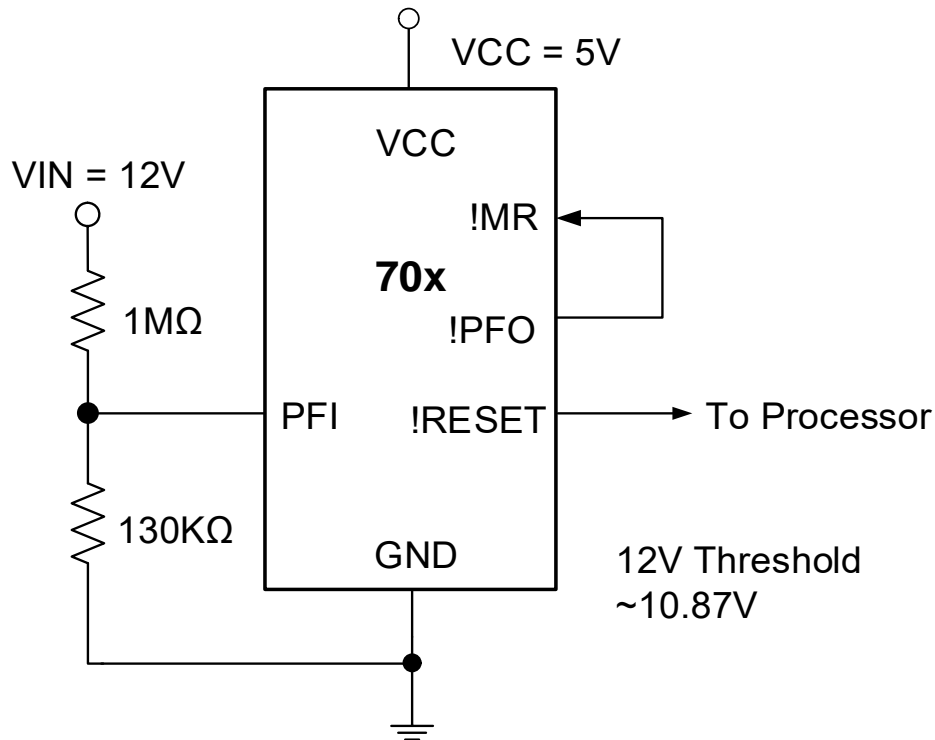 VCC = 5V
VCC
VIN = 12V
!MR
70x
1MΩ
!PFO
PFI
!RESET
To Processor
130KΩ
GND
12V Threshold
~10.87V